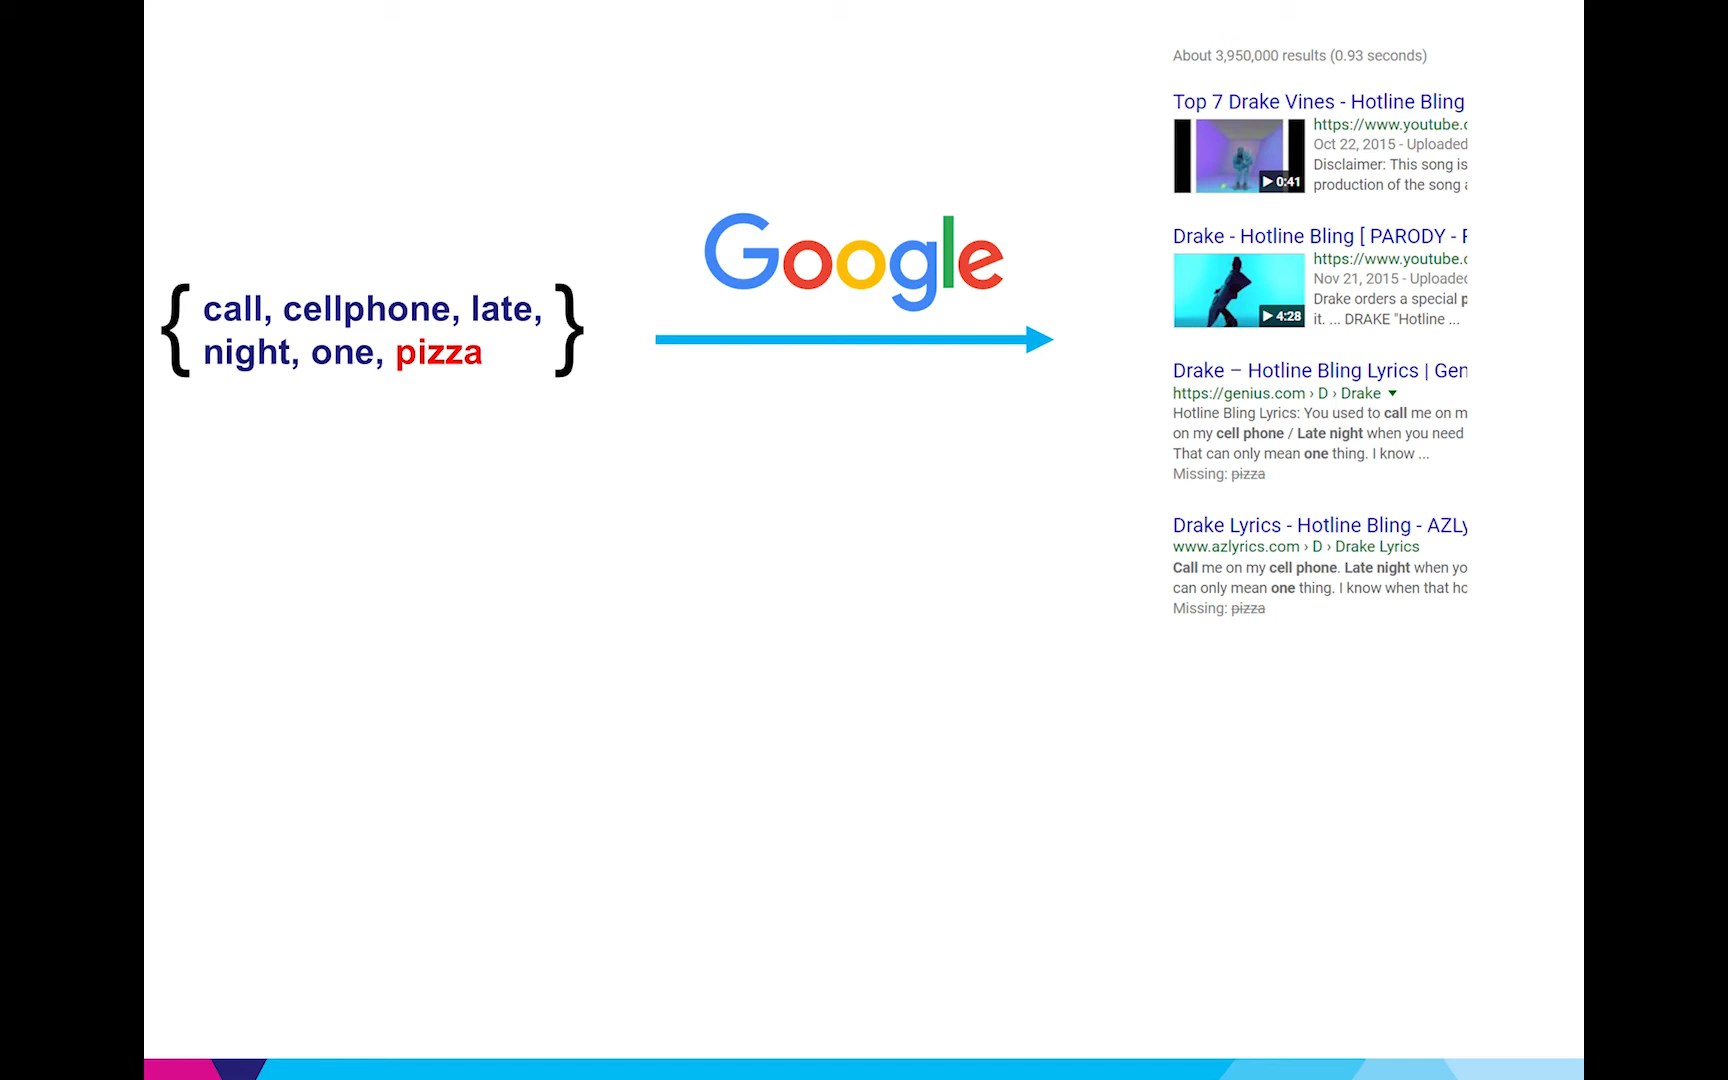 { call, cellphone, late,
night, one, pizza }
Google
About 3,950,000 results (0.93 seconds)
Top 7 Drake Vines - Hotline Bling
https://www.youtube.c
Oct 22, 2015 - Uploaded
Disclaimer: This song is
production of the song a
0:41
Drake - Hotline Bling [ PARODY - F
https://www.youtube.c
Nov 21, 2015 - Uploaded
Drake orders a special p
it. ... DRAKE "Hotline ...
4:28
Drake – Hotline Bling Lyrics | Gen
https://genius.com › D › Drake
Hotline Bling Lyrics: You used to call me on m
on my cell phone / Late night when you need
That can only mean one thing. I know ...
Missing: pizza
Drake Lyrics - Hotline Bling - AZLy
www.azlyrics.com › D › Drake Lyrics
Call me on my cell phone. Late night when yo
can only mean one thing. I know when that ho
Missing: pizza